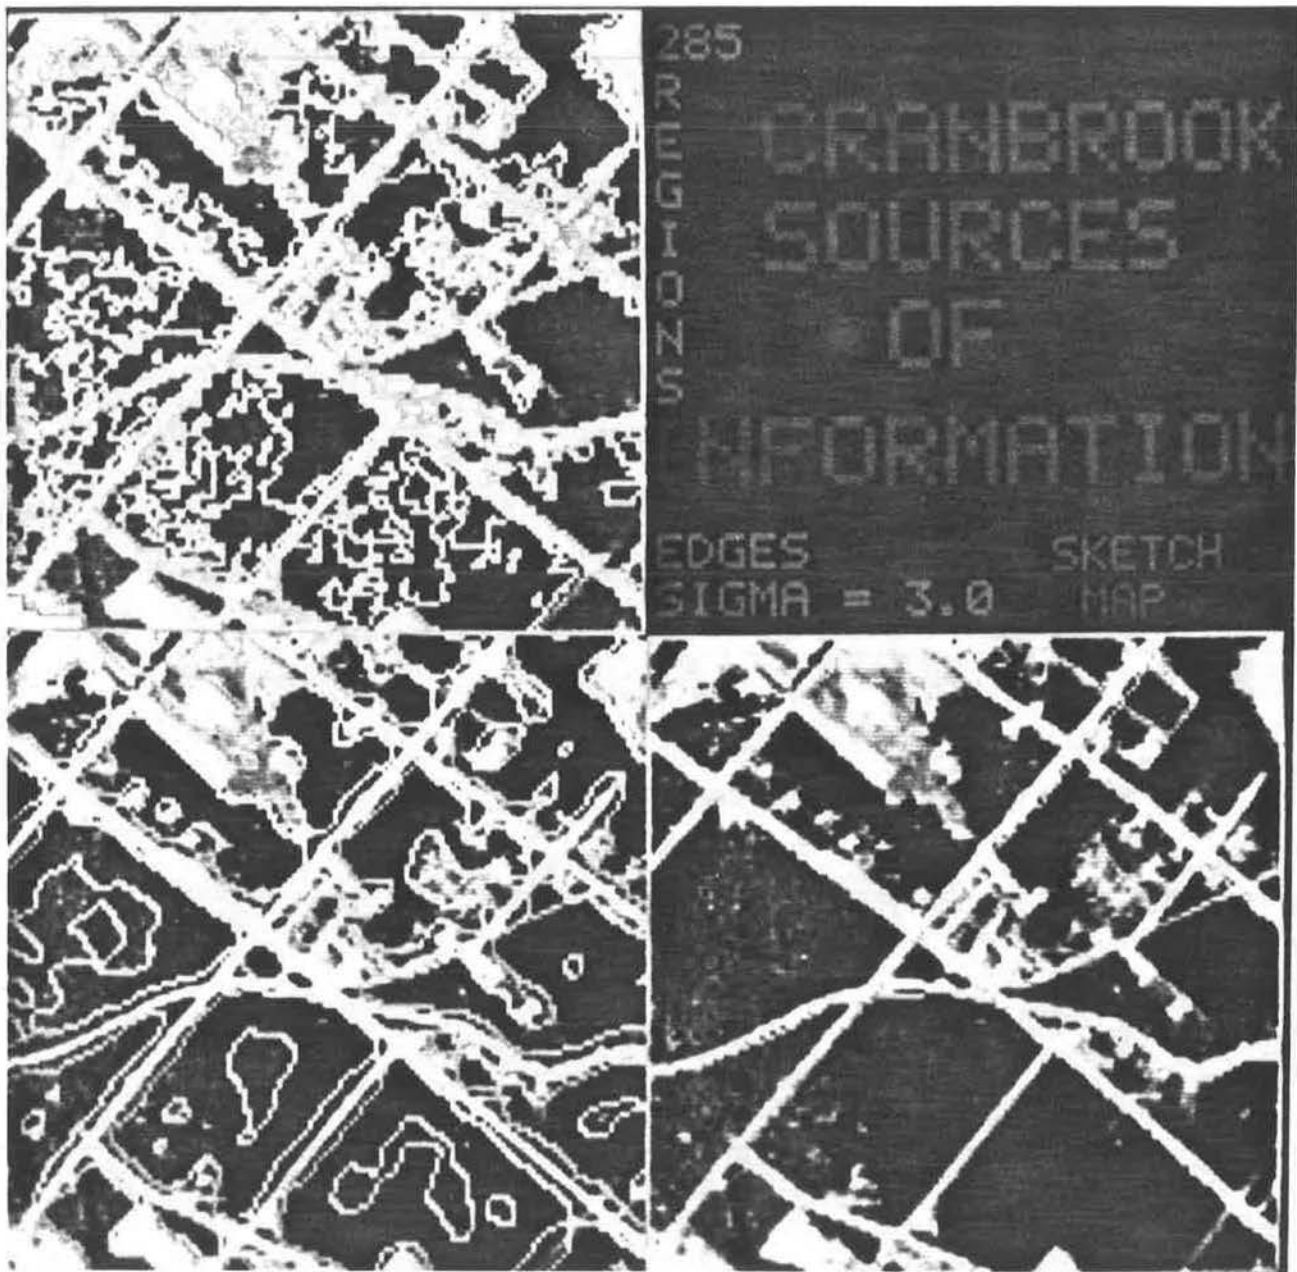 285
REGIONS
CRANBROOK
SOURCES
OF
INFORMATION
EDGES
SKETCH
SIGMA = 3.0
MAP